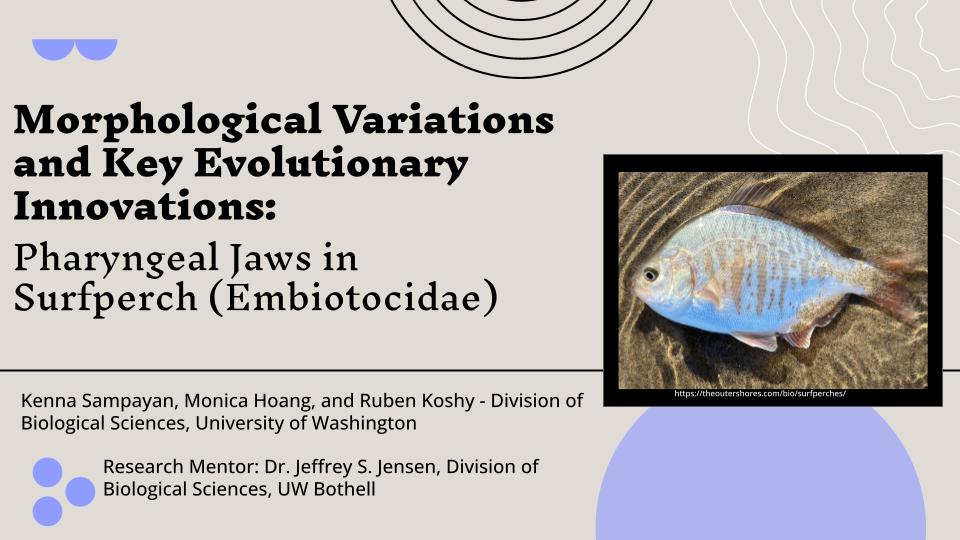 Morphological Variations
and Key Evolutionary
Innovations:
Pharyngeal Jaws in
Surfperch (Embiotocidae)
https://theoutershores.com/bio/surfperches/
Kenna Sampayan, Monica Hoang, and Ruben Koshy - Division of
Biological Sciences, University of Washington
Research Mentor: Dr. Jeffrey S. Jensen, Division of
Biological Sciences, UW Bothell